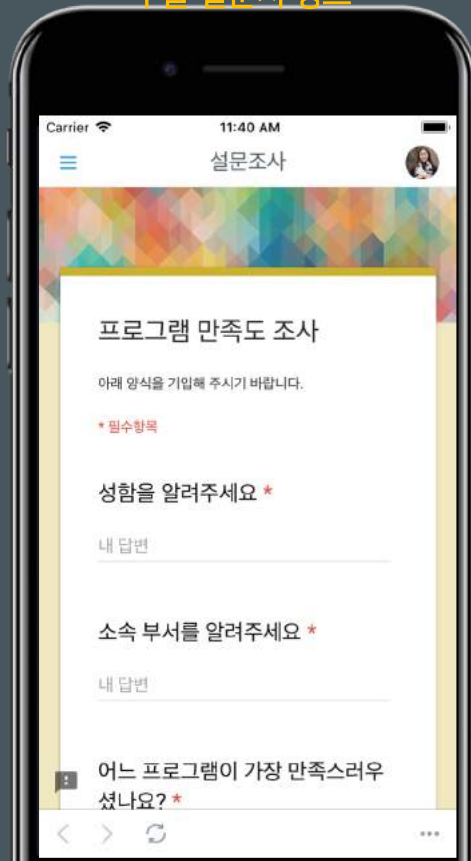 Carrier
11:40 AM
설문조사
프로그램 만족도 조사
아래 양식을 기입해 주시기 바랍니다.
* 필수항목
성함을 알려주세요 *
내 답변
소속 부서를 알려주세요 *
내 답변
어느 프로그램이 가장 만족스러우
셨나요? *